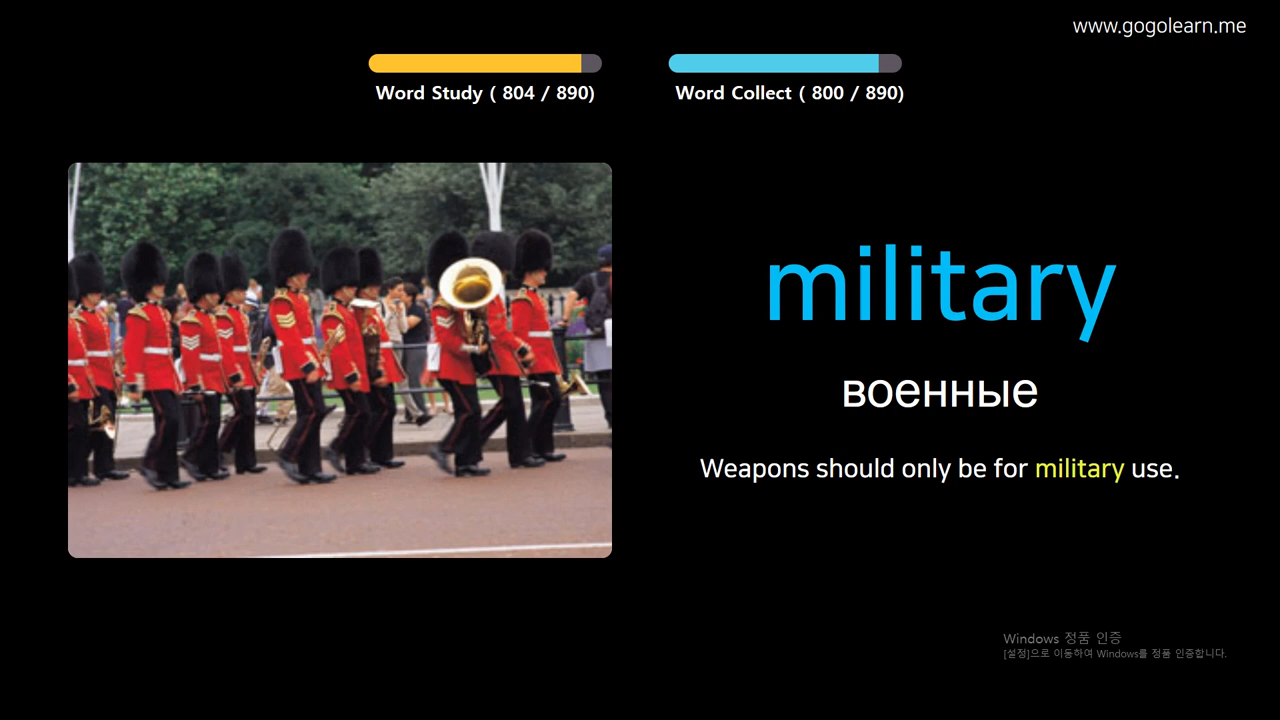 www.gogolearn.me
Word Study ( 804 / 890)
Word Collect ( 800 / 890)
military
военные
Weapons should only be for military use.
Windows 정품 인증
[설정]으로 이동하여 Windows를 정품 인증합니다.